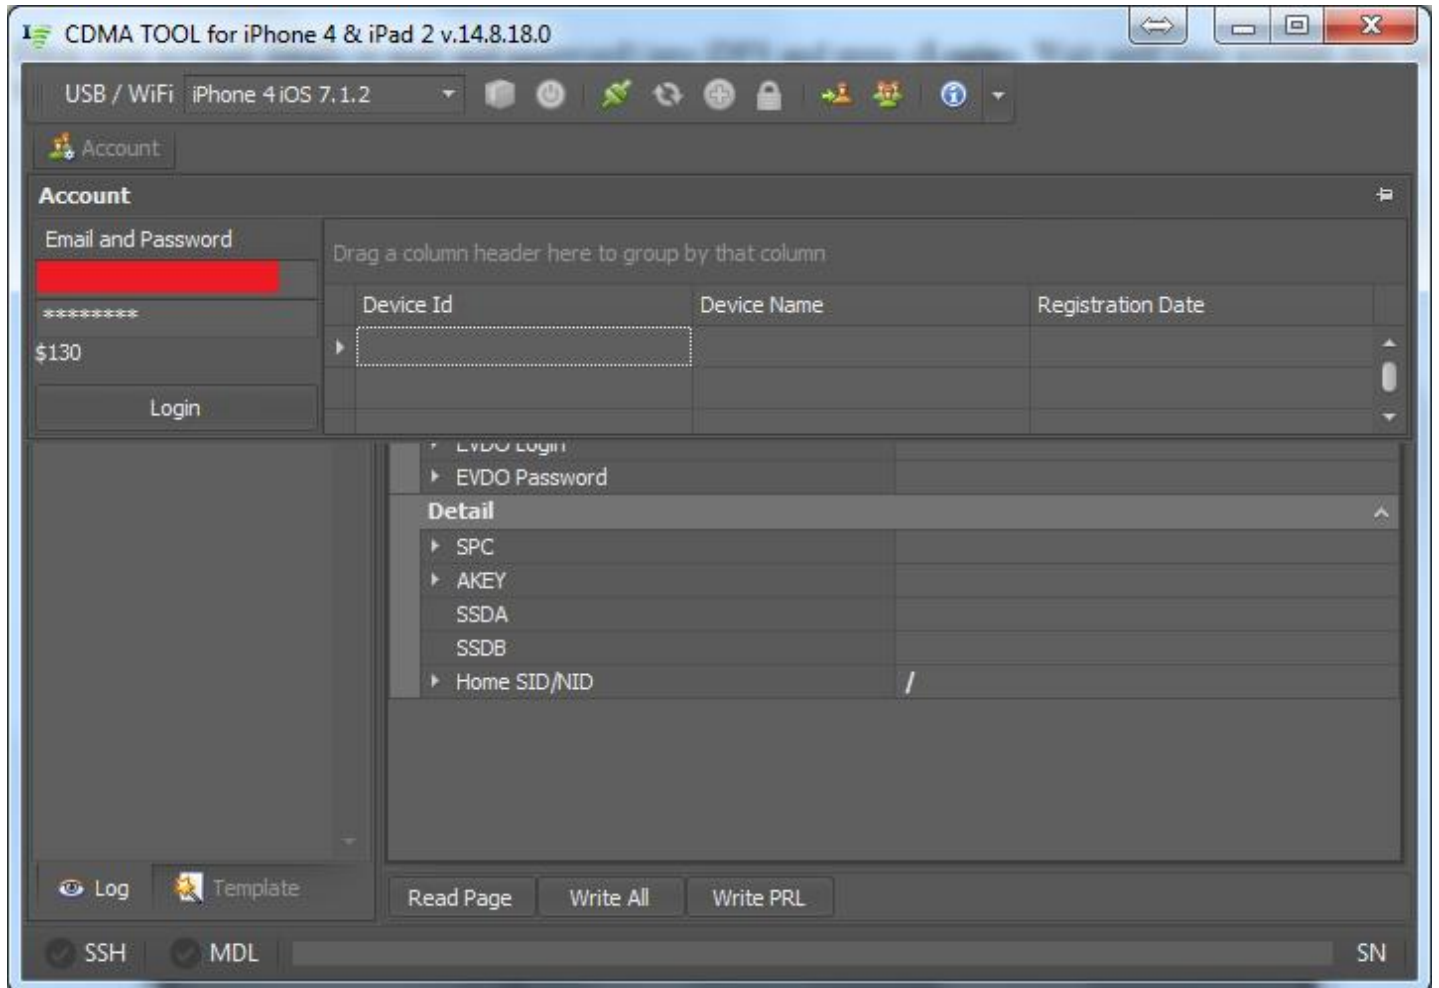 CDMA TOOL for iPhone 4 & iPad 2 v.14.8.18.0
USB / WiFi iPhone 4 iOS 7.1.2
Account
Account
Email and Password
Drag a column header here to group by that column
Device Id Device Name Registration Date
********
$130
Login
EVDO Login
EVDO Password
Detail
SPC
AKEY
SSDA
SSDB
Home SID/NID /
Log Template
Read Page Write All Write PRL
SSH MDL SN